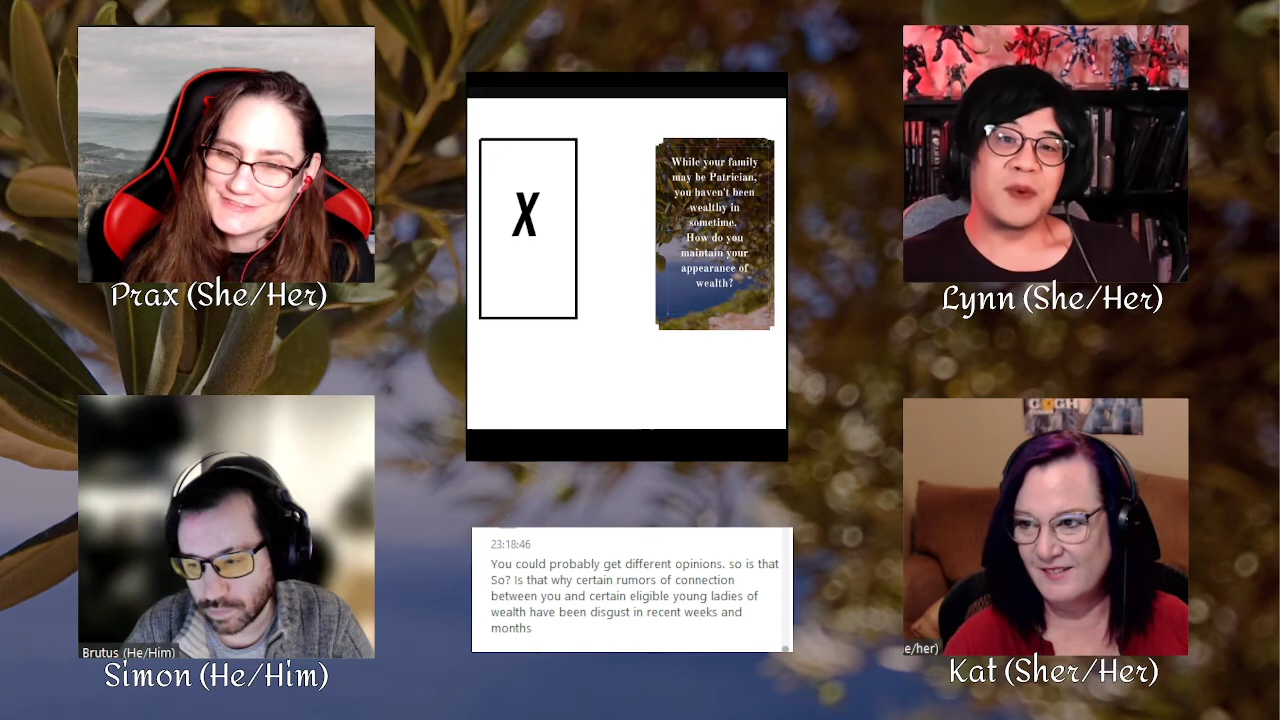 GOGH
X
While your family
may be Patrician,
you haven't been
wealthy in
sometime.
How do you
maintain your
appearance of
wealth?
Prax (She/Her)
Lynn (She/Her)
23:18:46
You could probably get different opinions. so is that
So? Is that why certain rumors of connection
between you and certain eligible young ladies of
wealth have been disgust in recent weeks and
months
Brutus (He/Him)
e/her)
Simon (He/Him)
Kat (Sher/Her)